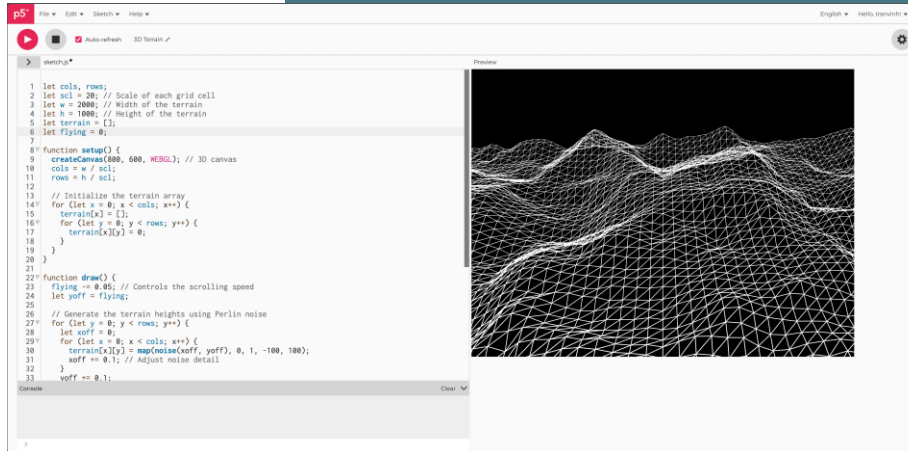 p5* File Edit Sketch Help English Hello, tranvinh!
Auto-refresh 3D Terrain
sketch.js Preview
1 let cols, rows;
2 let scl = 20; // Scale of each grid cell
3 let w = 2000; // Width of the terrain
4 let h = 1000; // Height of the terrain
5 let terrain = [];
6 let flying = 0;
7
8 function setup() {
9 createCanvas(800, 600, WEBGL); // 3D canvas
10 cols = w / scl;
11 rows = h / scl;
12
13 // Initialize the terrain array
14 for (let x = 0; x < cols; x++) {
15 terrain[x] = [];
16 for (let y = 0; y < rows; y++) {
17 terrain[x][y] = 0;
18 }
19 }
20 }
21
22 function draw() {
23 flying -= 0.05; // Controls the scrolling speed
24 let yoff = flying;
25
26 // Generate the terrain heights using Perlin noise
27 for (let y = 0; y < rows; y++) {
28 let xoff = 0;
29 for (let x = 0; x < cols; x++) {
30 terrain[x][y] = map(noise(xoff, yoff), 0, 1, -100, 100);
31 xoff += 0.1; // Adjust noise detail
32 }
33 yoff += 0.1;
Console Clear